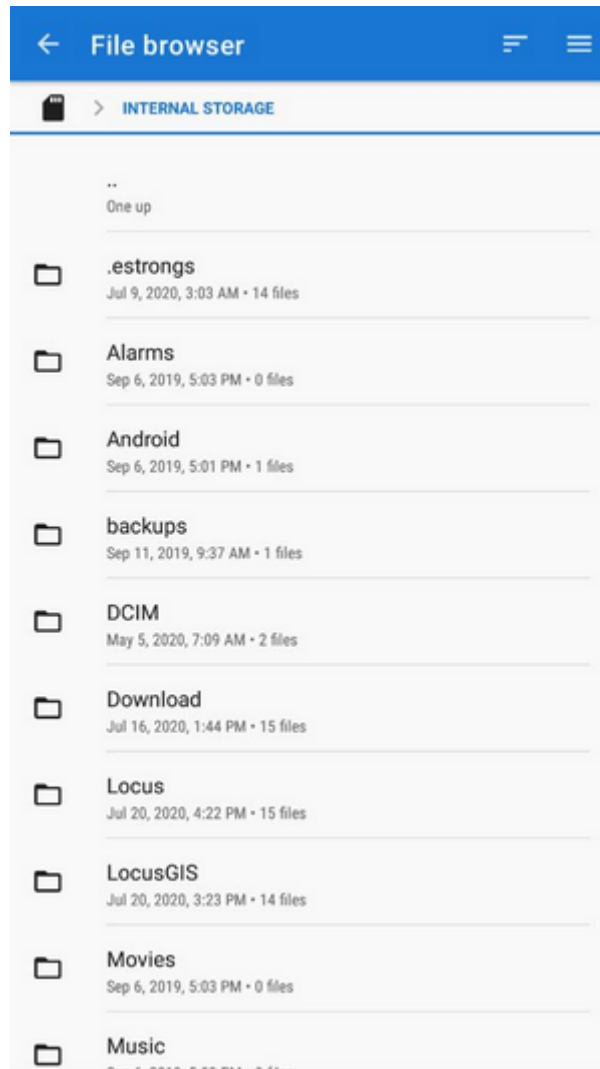 File browser
INTERNAL STORAGE
..
One up
.estrongs
Jul 9, 2020, 3:03 AM • 14 files
Alarms
Sep 6, 2019, 5:03 PM • 0 files
Android
Sep 6, 2019, 5:01 PM • 1 files
backups
Sep 11, 2019, 9:37 AM • 1 files
DCIM
May 5, 2020, 7:09 AM • 2 files
Download
Jul 16, 2020, 1:44 PM • 15 files
Locus
Jul 20, 2020, 4:22 PM • 15 files
LocusGIS
Jul 20, 2020, 3:23 PM • 14 files
Movies
Sep 6, 2019, 5:03 PM • 0 files
Music